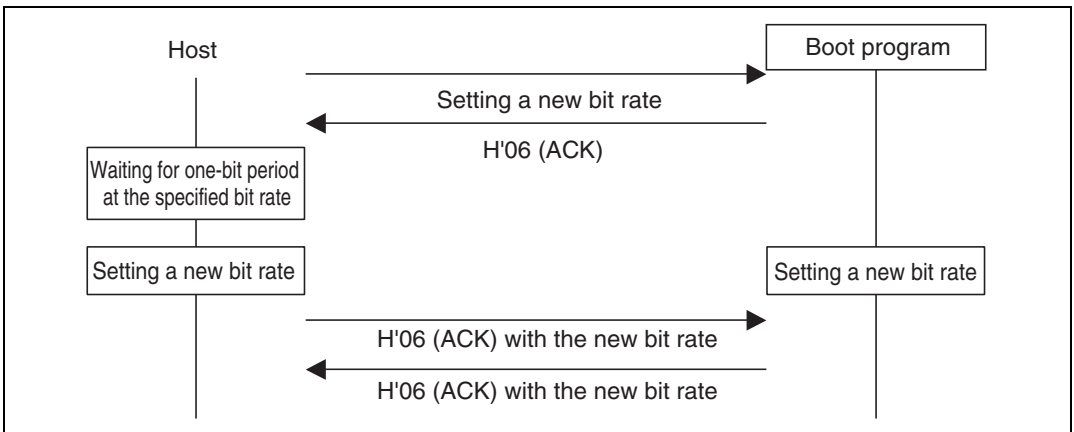 Host
Boot program
Setting a new bit rate
H'06 (ACK)
Waiting for one-bit period
at the specified bit rate
Setting a new bit rate
Setting a new bit rate
H'06 (ACK) with the new bit rate
H'06 (ACK) with the new bit rate